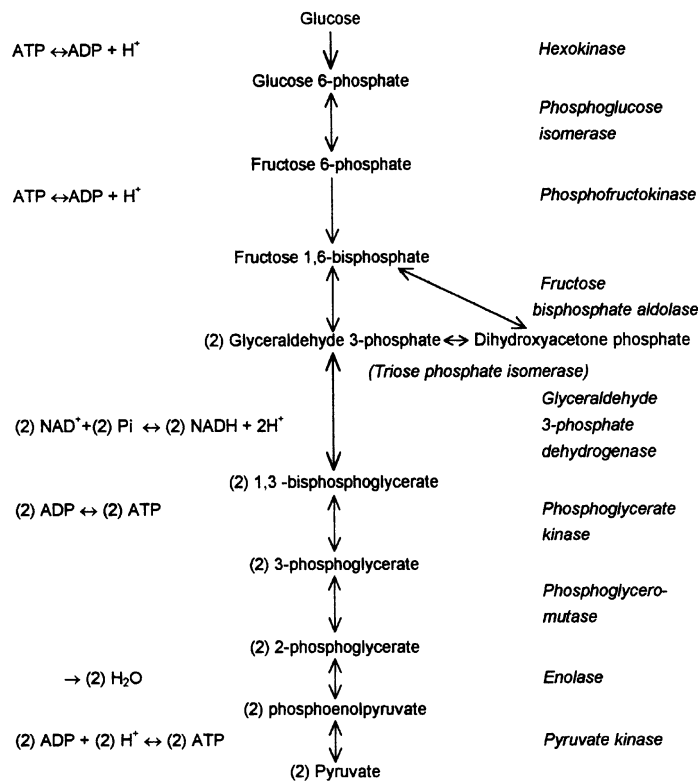 Glucose
ATP ↔ADP + H⁺ Hexokinase
Glucose 6-phosphate
Phosphoglucose
isomerase
Fructose 6-phosphate
ATP ↔ADP + H⁺ Phosphofructokinase
Fructose 1,6-bisphosphate
Fructose
bisphosphate aldolase
(2) Glyceraldehyde 3-phosphate ↔ Dihydroxyacetone phosphate
(Triose phosphate isomerase)
Glyceraldehyde
(2) NAD⁺+(2) Pi ↔ (2) NADH + 2H⁺ 3-phosphate
dehydrogenase
(2) 1,3 -bisphosphoglycerate
(2) ADP ↔ (2) ATP Phosphoglycerate
kinase
(2) 3-phosphoglycerate
Phosphoglycero-
mutase
(2) 2-phosphoglycerate
→ (2) H₂O Enolase
(2) phosphoenolpyruvate
(2) ADP + (2) H⁺ ↔ (2) ATP Pyruvate kinase
(2) Pyruvate